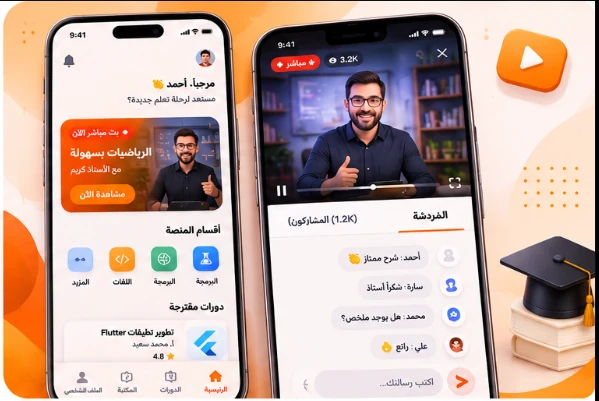 9:41
مرحباً، أحمد 👋
مستعد لرحلة تعلم جديدة؟
بث مباشر الآن
الرياضيات بسهولة
مع الأستاذ كريم
مشاهدة الآن
أقسام المنصة
البرمجة
البرمجة
اللغات
المزيد
دورات مقترحة
تطوير تطبيقات Flutter
أ. محمد سعيد
4.8
الرئيسية
الدورات
المكتبة
الملف الشخصي
9:41
مباشر
3.2K
الخردشة
(1.2K) المشاركون)
أحمد: شرح ممتاز 👏
سارة: شكراً أستاذ
محمد: هل يوجد ملخص؟
علي: رائع 👌
اكتب رسالتك...